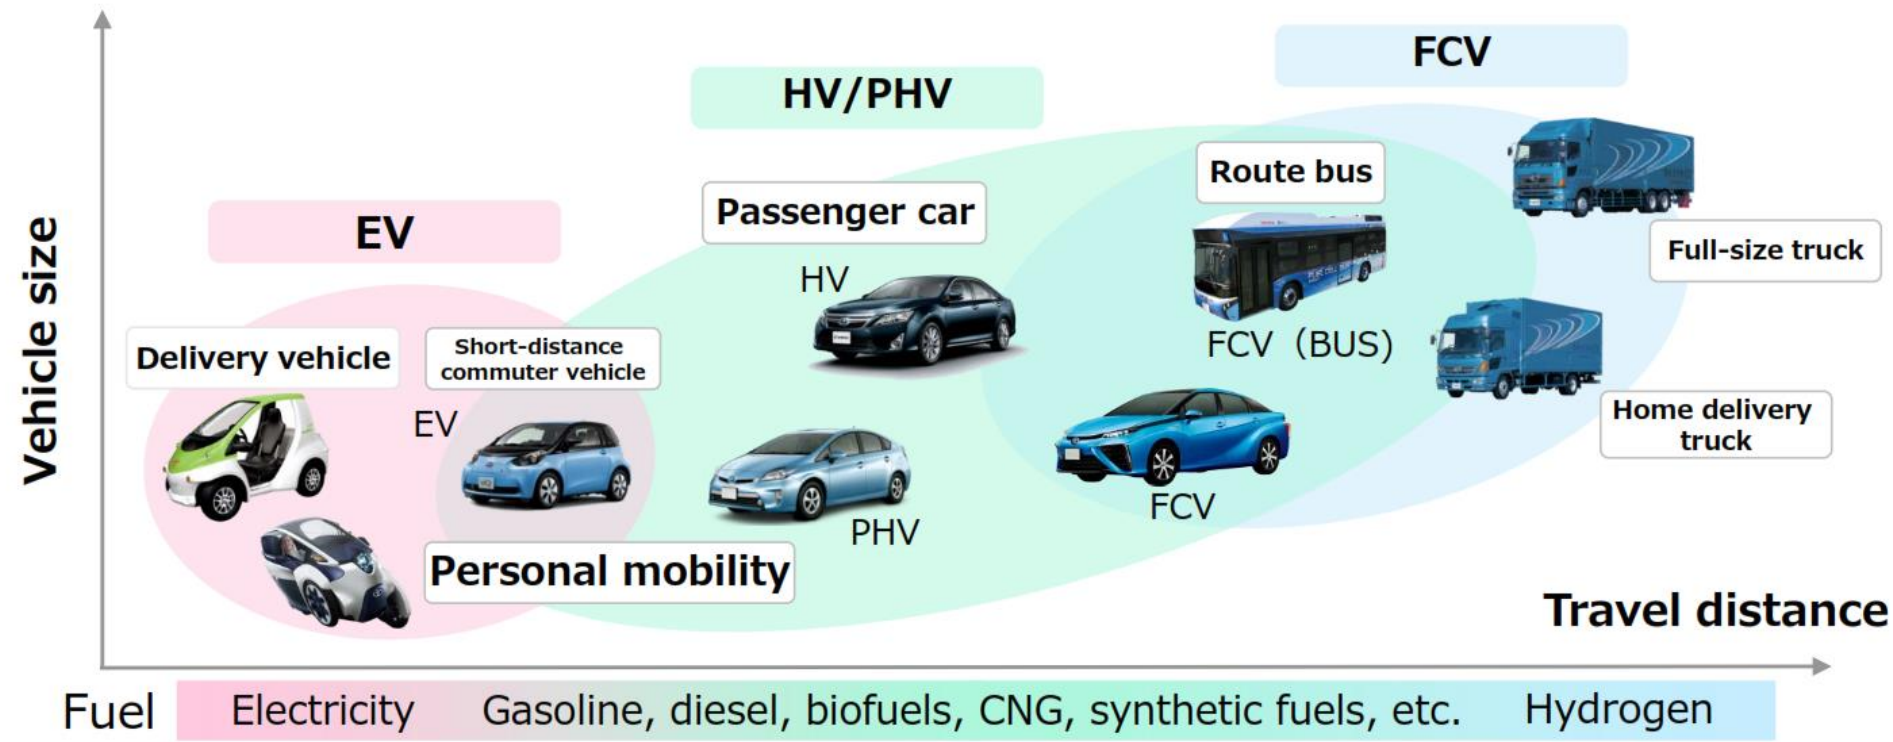 FCV
HV/PHV
EV
Vehicle size
Passenger car
Route bus
HV
Full-size truck
FCV（BUS)
Delivery vehicle
Short-distance
commuter vehicle
EV
Home delivery
truck
FCV
PHV
Personal mobility
Travel distance
Fuel
Electricity
Gasoline, diesel, biofuels, CNG, synthetic fuels, etc.
Hydrogen